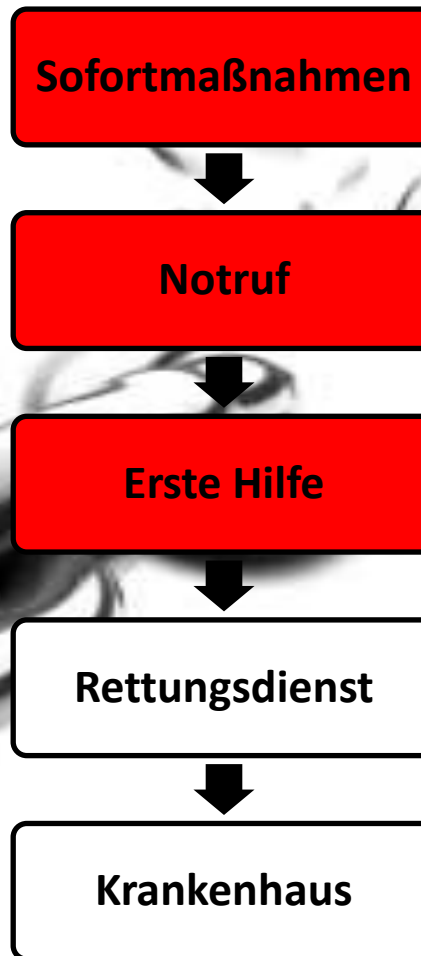 Sofortmaßnahmen
Notruf
Erste Hilfe
Rettungsdienst
Krankenhaus